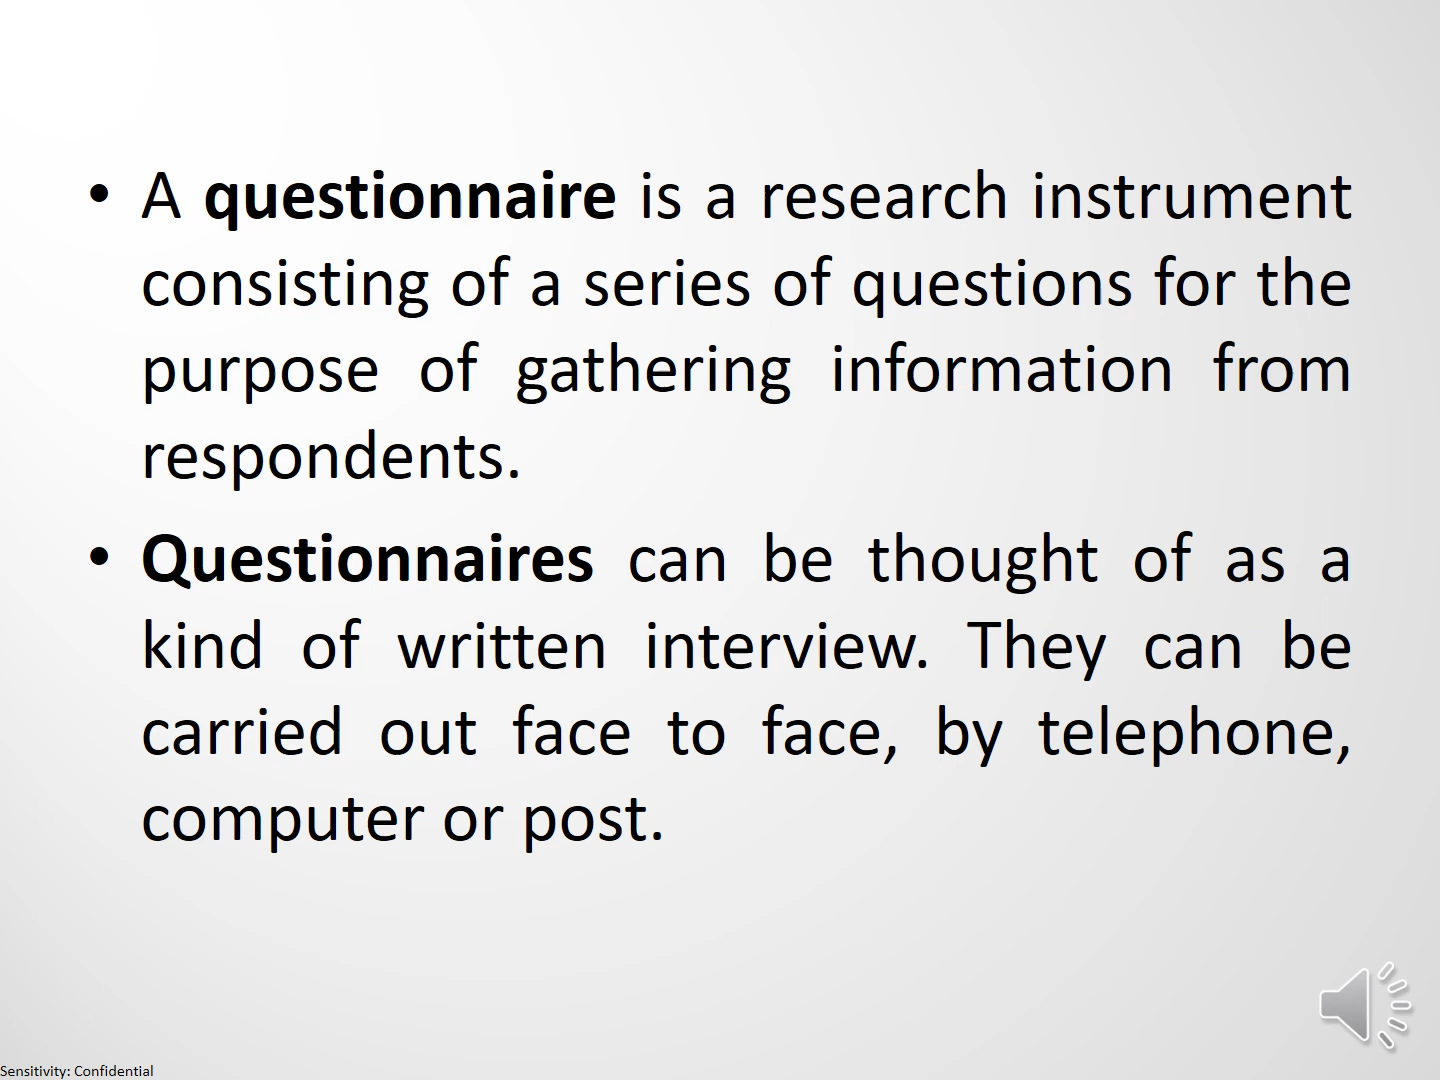 • A questionnaire is a research instrument
consisting of a series of questions for the
purpose of gathering information from
respondents.
• Questionnaires can be thought of as a
kind of written interview. They can be
carried out face to face, by telephone,
computer or post.
Sensitivity: Confidential